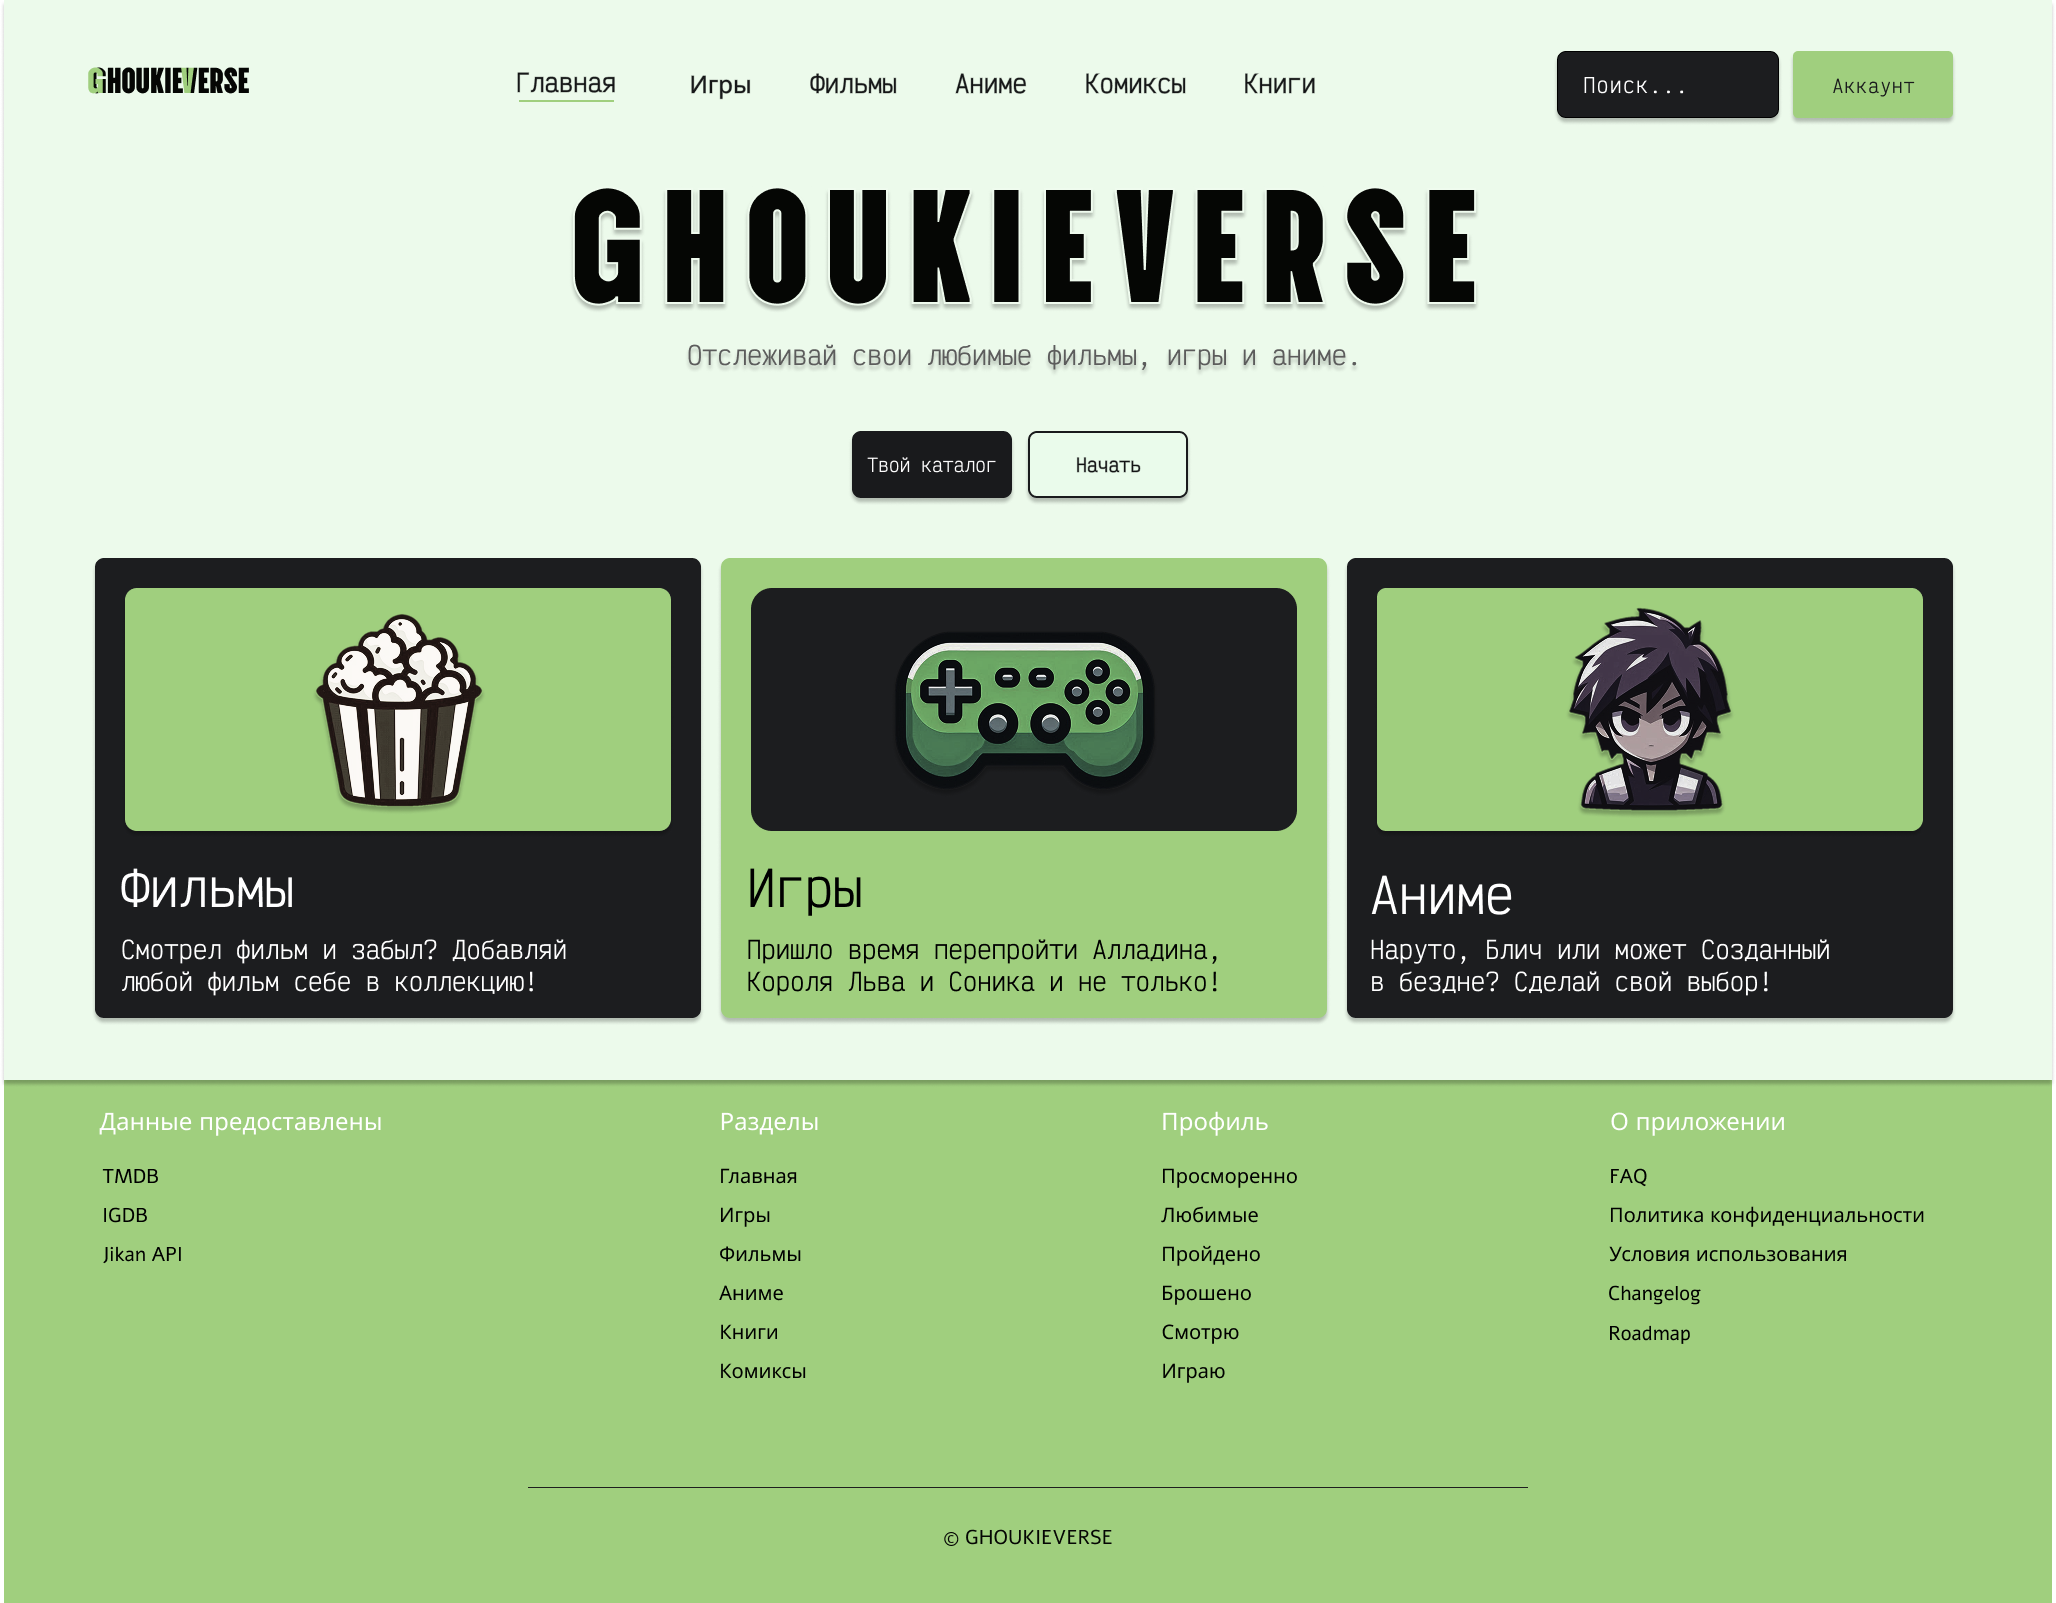 GHOUKIEVERSE
Главная Игры Фильмы Аниме Комиксы Книги
Поиск...
Аккаунт
GHOUKIEVERSE
Отслеживай свои любимые фильмы, игры и аниме.
Твой каталог
Начать
Фильмы
Смотрел фильм и забыл? Добавляй
любой фильм себе в коллекцию!
Игры
Пришло время перепройти Алладина,
Короля Льва и Соника и не только!
Аниме
Наруто, Блич или может Созданный
в бездне? Сделай свой выбор!
Данные предоставлены
TMDB
IGDB
Jikan API
Разделы
Главная
Игры
Фильмы
Аниме
Книги
Комиксы
Профиль
Просморенно
Любимые
Пройдено
Брошено
Смотрю
Играю
О приложении
FAQ
Политика конфиденциальности
Условия использования
Changelog
Roadmap
© GHOUKIEVERSE